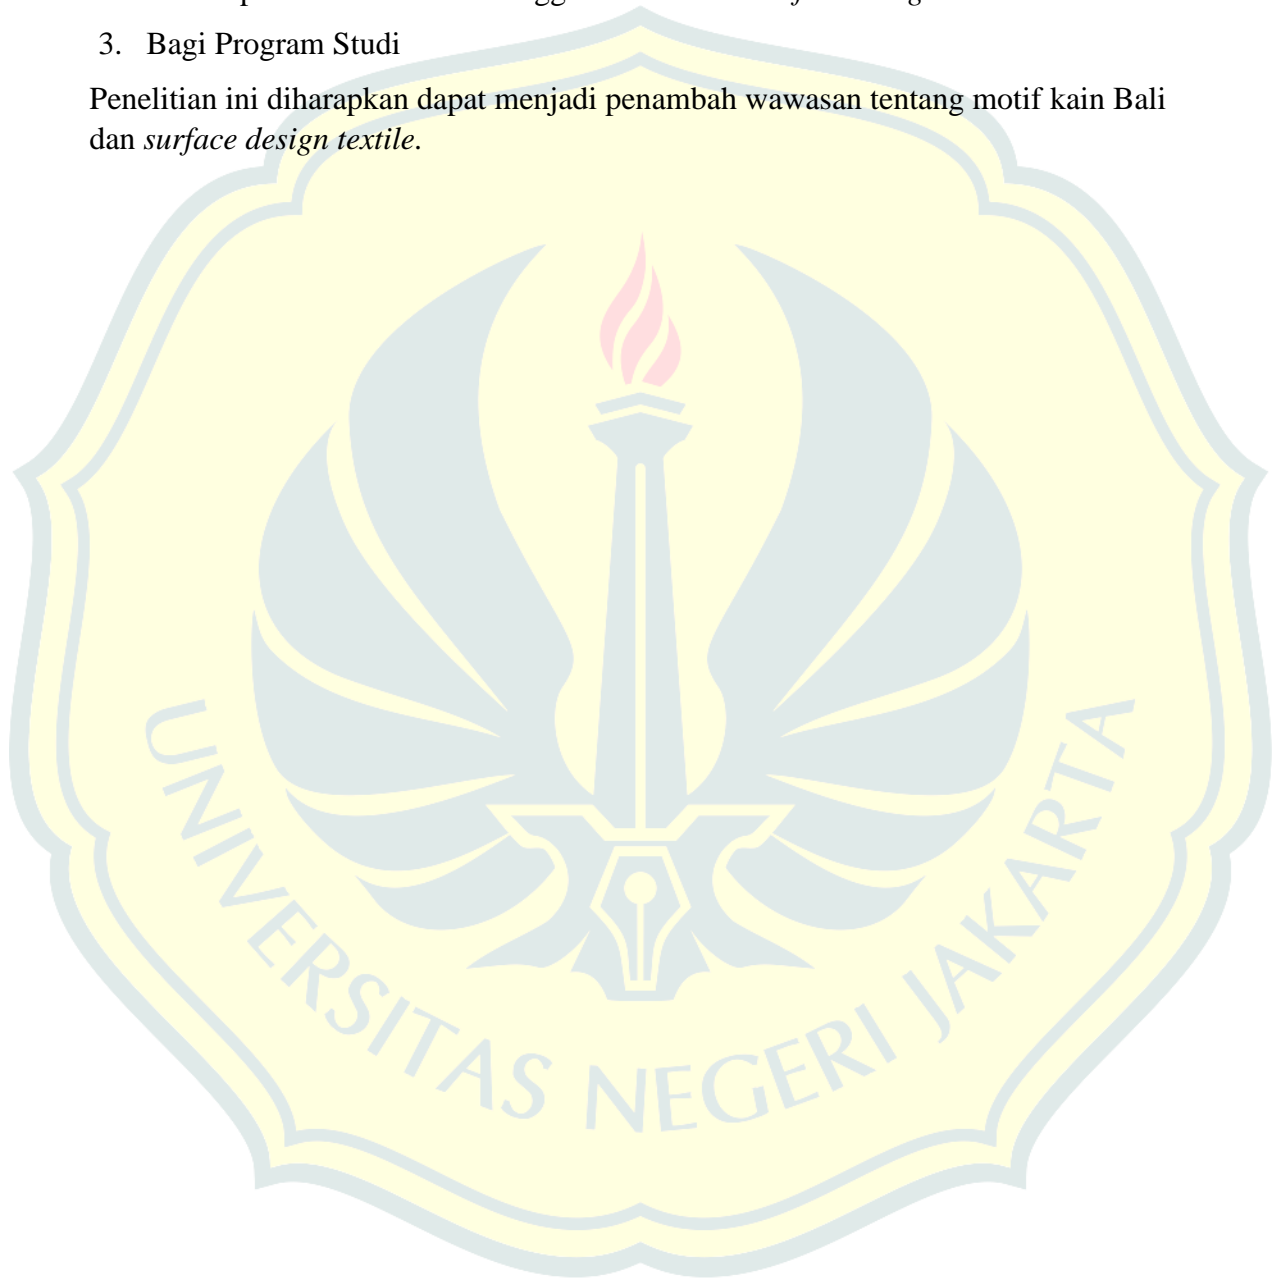 3. Bagi Program Studi
Penelitian ini diharapkan dapat menjadi penambah wawasan tentang motif kain Bali
dan surface design textile.
UNIVERSITAS NEGERI JAKARTA